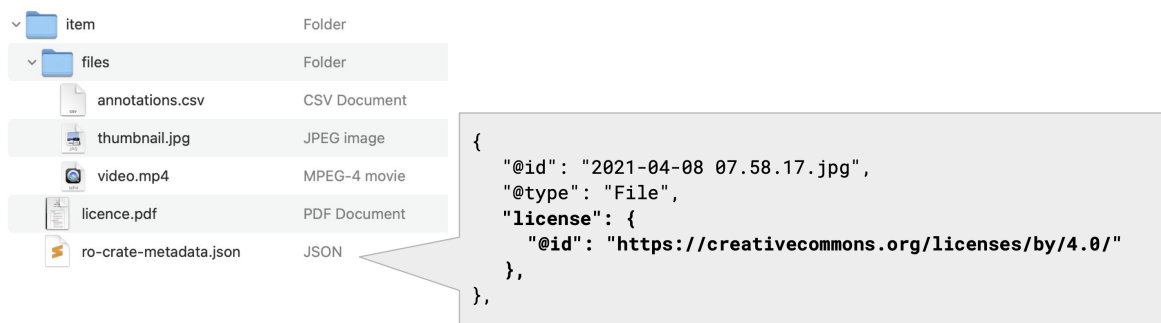 item Folder
files Folder
annotations.csv CSV Document
thumbnail.jpg JPEG image
video.mp4 MPEG-4 movie
licence.pdf PDF Document
ro-crate-metadata.json JSON
{
"@id": "2021-04-08 07.58.17.jpg",
"@type": "File",
"license": {
"@id": "https://creativecommons.org/licenses/by/4.0/"
},
},